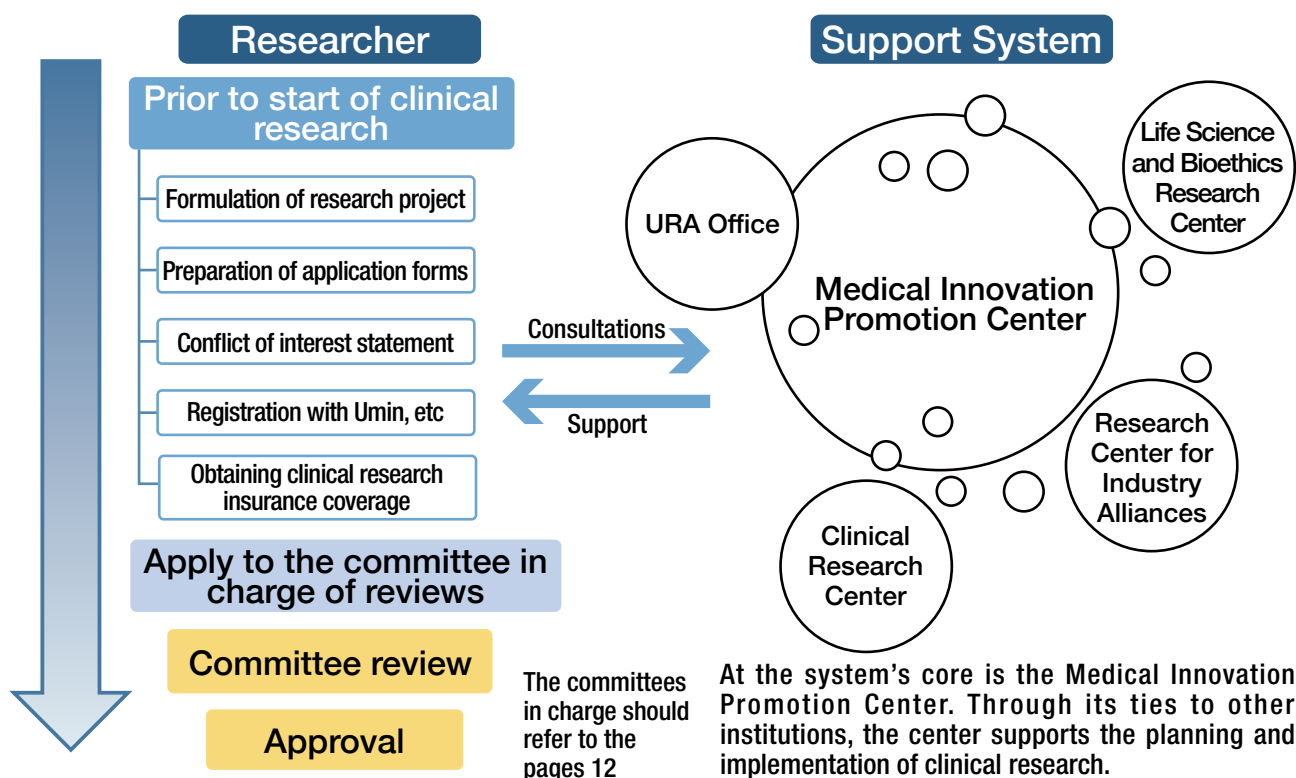 Researcher
Prior to start of clinical
research
Formulation of research project
Preparation of application forms
Conflict of interest statement
Registration with Umin, etc
Obtaining clinical research
insurance coverage
Apply to the committee in
charge of reviews
Committee review
Approval
Consultations
Support
The committees
in charge should
refer to the
pages 12
Support System
URA Office
Medical Innovation
Promotion Center
Life Science
and Bioethics
Research
Center
Research
Center for
Industry
Alliances
Clinical
Research
Center
At the system’s core is the Medical Innovation
Promotion Center. Through its ties to other
institutions, the center supports the planning and
implementation of clinical research.